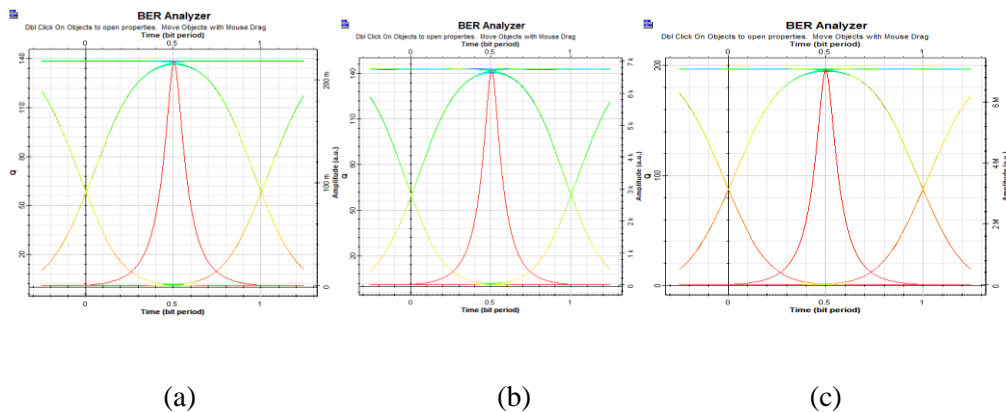 BER Analyzer
Dbl Click On Objects to open properties. Move Objects with Mouse Drag
Time (bit period)
0 0.5 1
140
110
80
50
20
Q
200 m
100 m
0
Amplitude (a.u.)
0 0.5 1
Time (bit period)
(a)
BER Analyzer
Dbl Click On Objects to open properties. Move Objects with Mouse Drag
Time (bit period)
0 0.5 1
140
110
80
50
20
Q
7 k
6 k
5 k
4 k
3 k
2 k
1 k
0
Amplitude (a.u.)
0 0.5 1
Time (bit period)
(b)
BER Analyzer
Dbl Click On Objects to open properties. Move Objects with Mouse Drag
Time (bit period)
0 0.5 1
200
100
0
Q
6 M
4 M
2 M
0
Amplitude (a.u.)
0 0.5 1
Time (bit period)
(c)